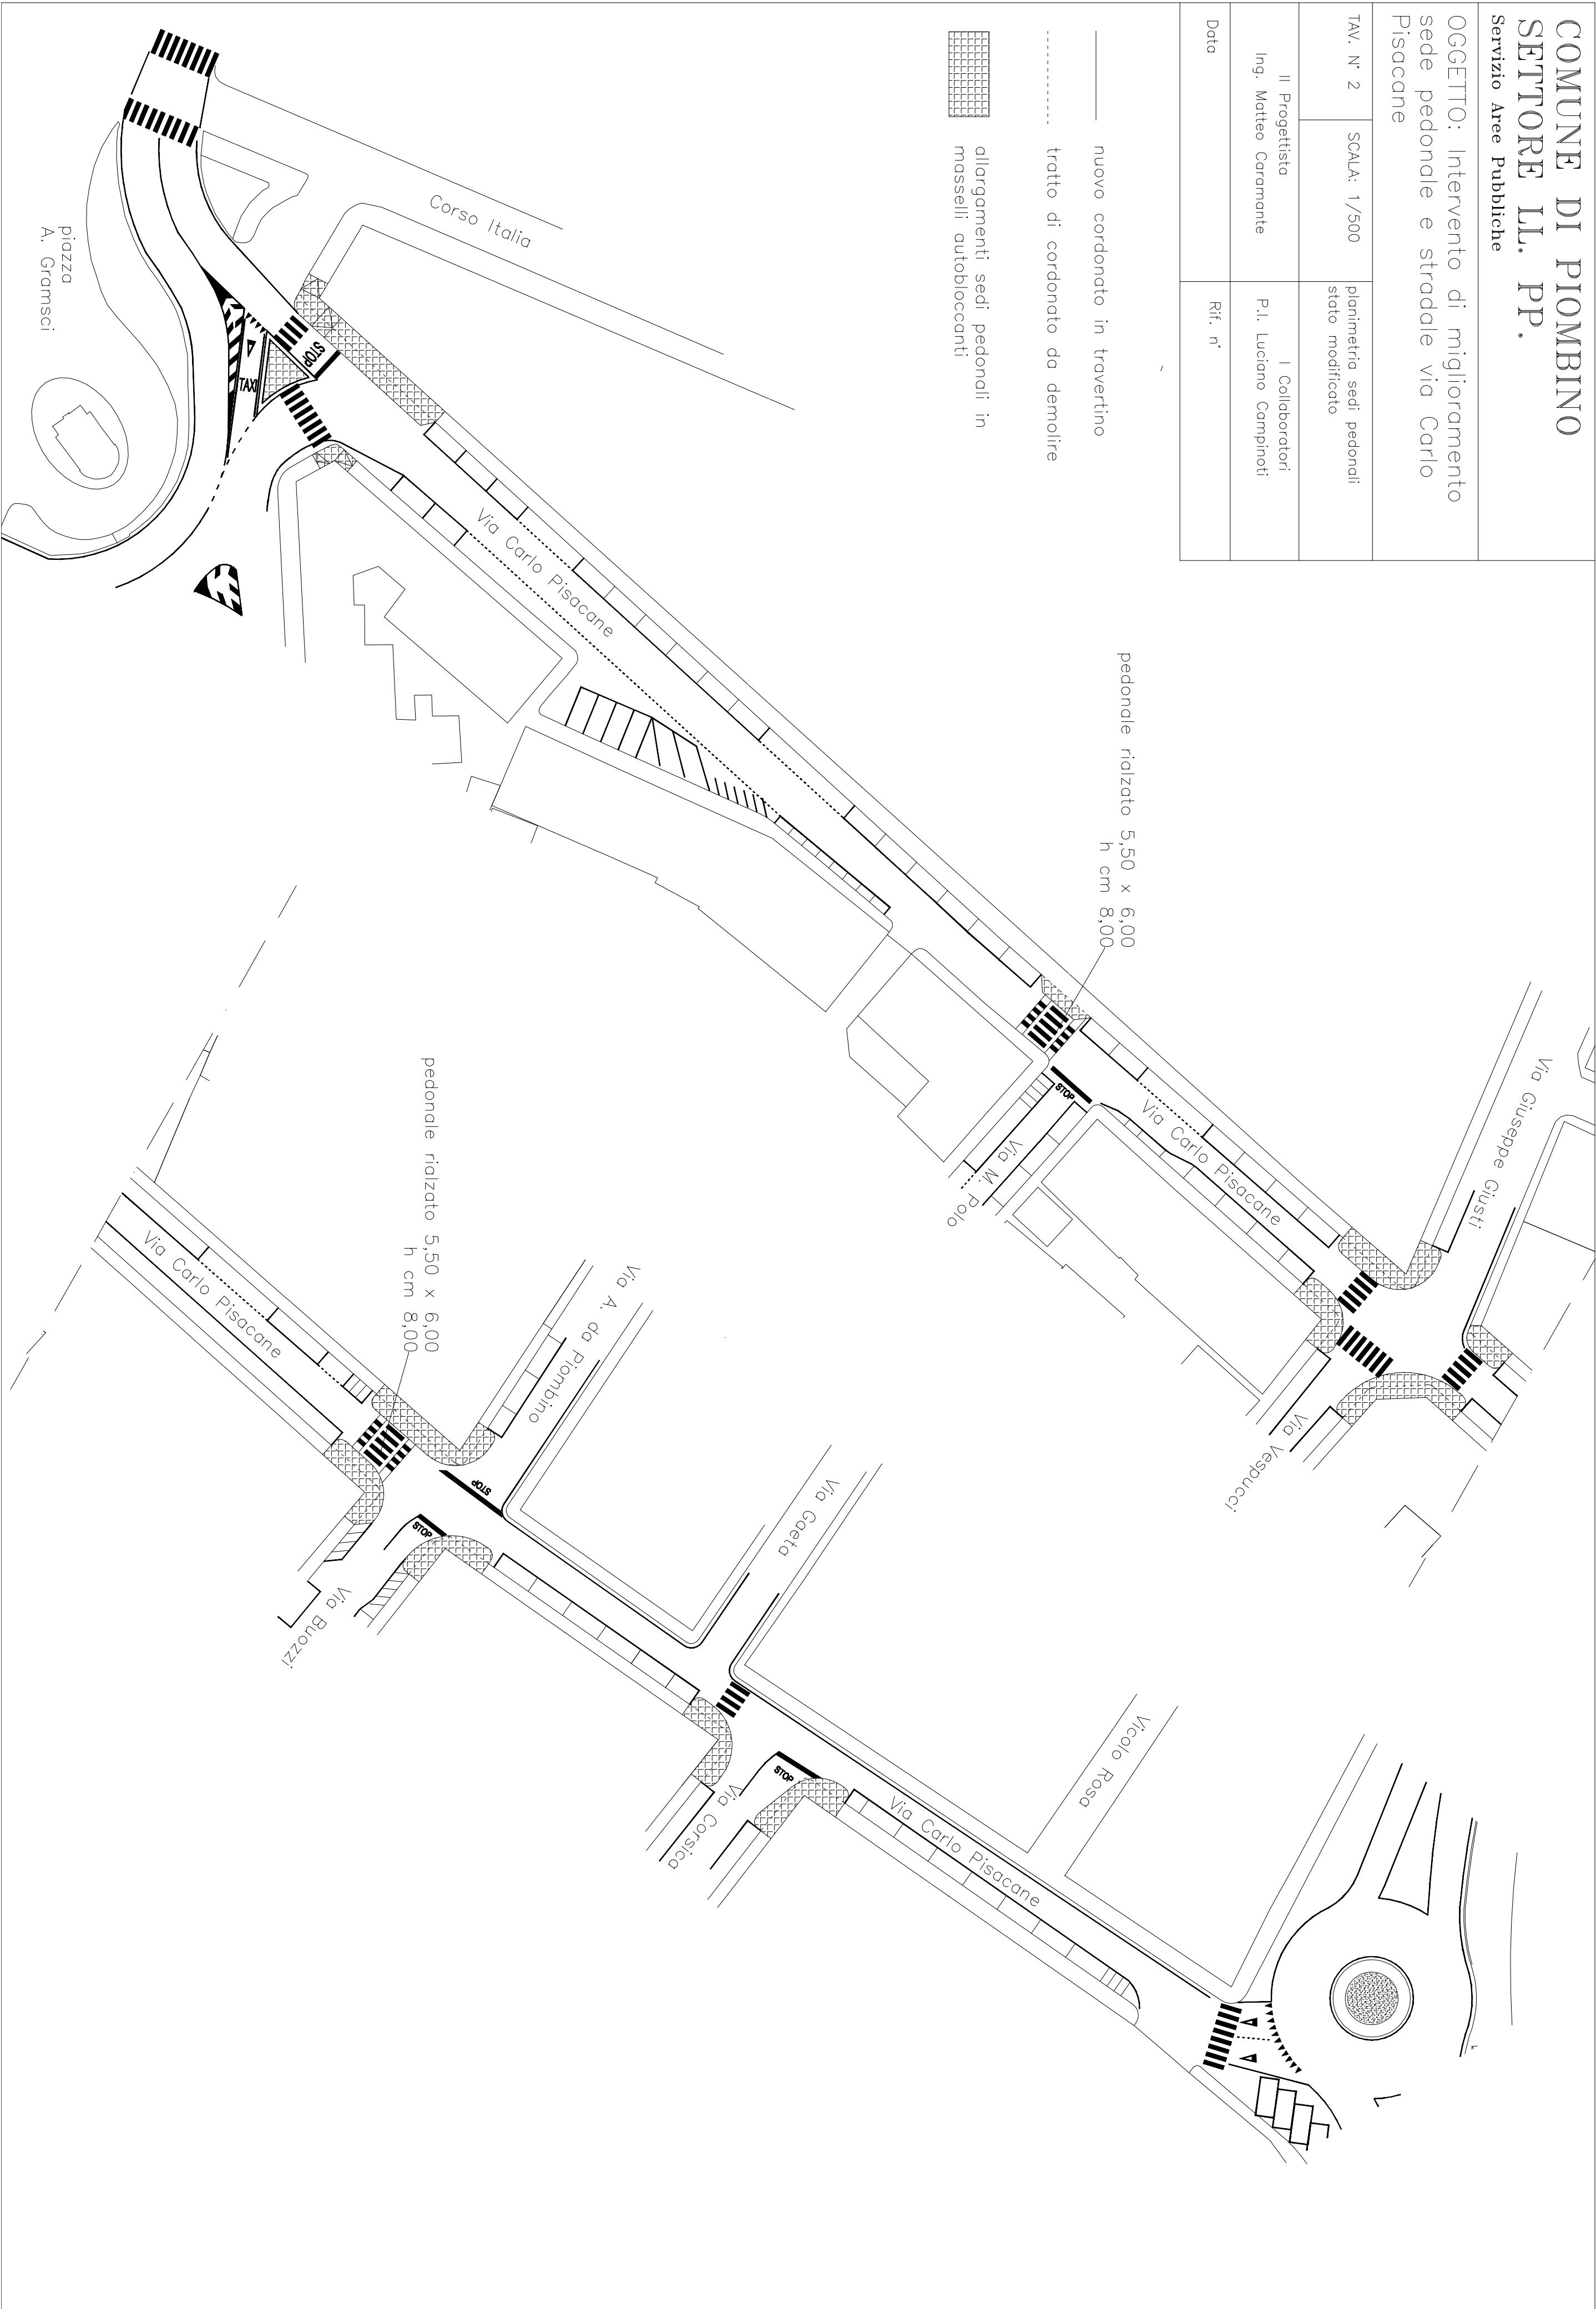 COMUNE DI PIOMBINO
SETTORE LL. PP.
Servizio Aree Pubbliche
OGGETTO: Intervento di miglioramento
sede pedonale e stradale via Carlo
Pisacane
TAV. N° 2
SCALA: 1/500
planimetria sedi pedonali
stato modificato
Il Progettista
Ing. Matteo Caramante
I Collaboratori
P.I. Luciano Campinoti
Data
Rif. n°
nuovo cordonato in travertino
tratto di cordonato da demolire
allargamenti sedi pedonali in
masselli autobloccanti
Corso Italia
piazza
A. Gramsci
STOP
TAXI
Via Carlo Pisacane
pedonale rialzato 5,50 x 6,00
h cm 8,00
STOP
Via M. Polo
Via Carlo Pisacane
Via Giuseppe Giusti
Via Vespucci
pedonale rialzato 5,50 x 6,00
h cm 8,00
Via Carlo Pisacane
Via A. da Piombino
STOP
STOP
Via Buozzi
Via Gaeta
STOP
Via Corsica
Via Carlo Pisacane
Vicolo Rosa